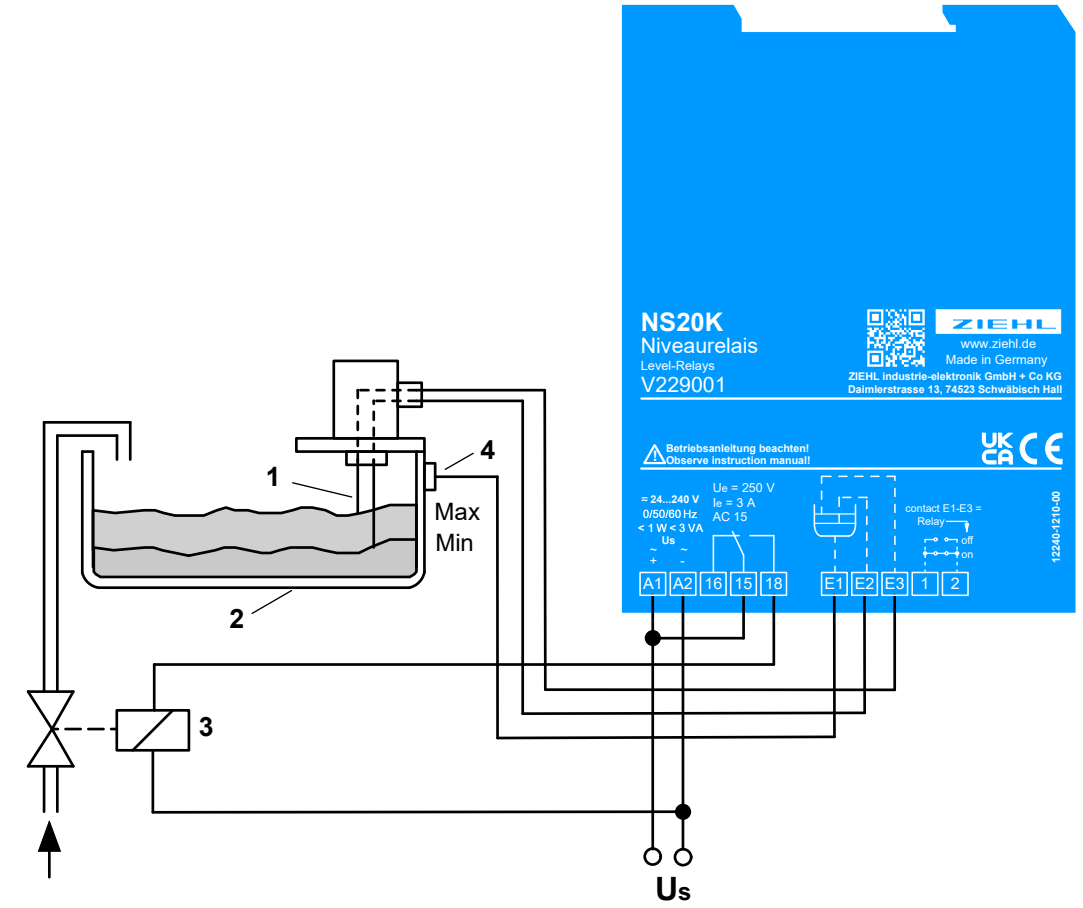 NS20K
Niveaurelais
Level-Relays
V229001
ZIEHL
www.ziehl.de
Made in Germany
ZIEHL industrie-elektronik GmbH + Co KG
Daimlerstrasse 13, 74523 Schwäbisch Hall
Betriebsanleitung beachten!
Observe instruction manual!
UK
CA
CE
≂ 24...240 V
0/50/60 Hz
< 1 W < 3 VA
Us
~ ~
+ -
Ue = 250 V
Ie = 3 A
AC 15
contact E1-E3 =
Relay
off
on
12240-1210-00
A1 A2 16 15 18 E1 E2 E3 1 2
1
4
Max
Min
2
3
Us